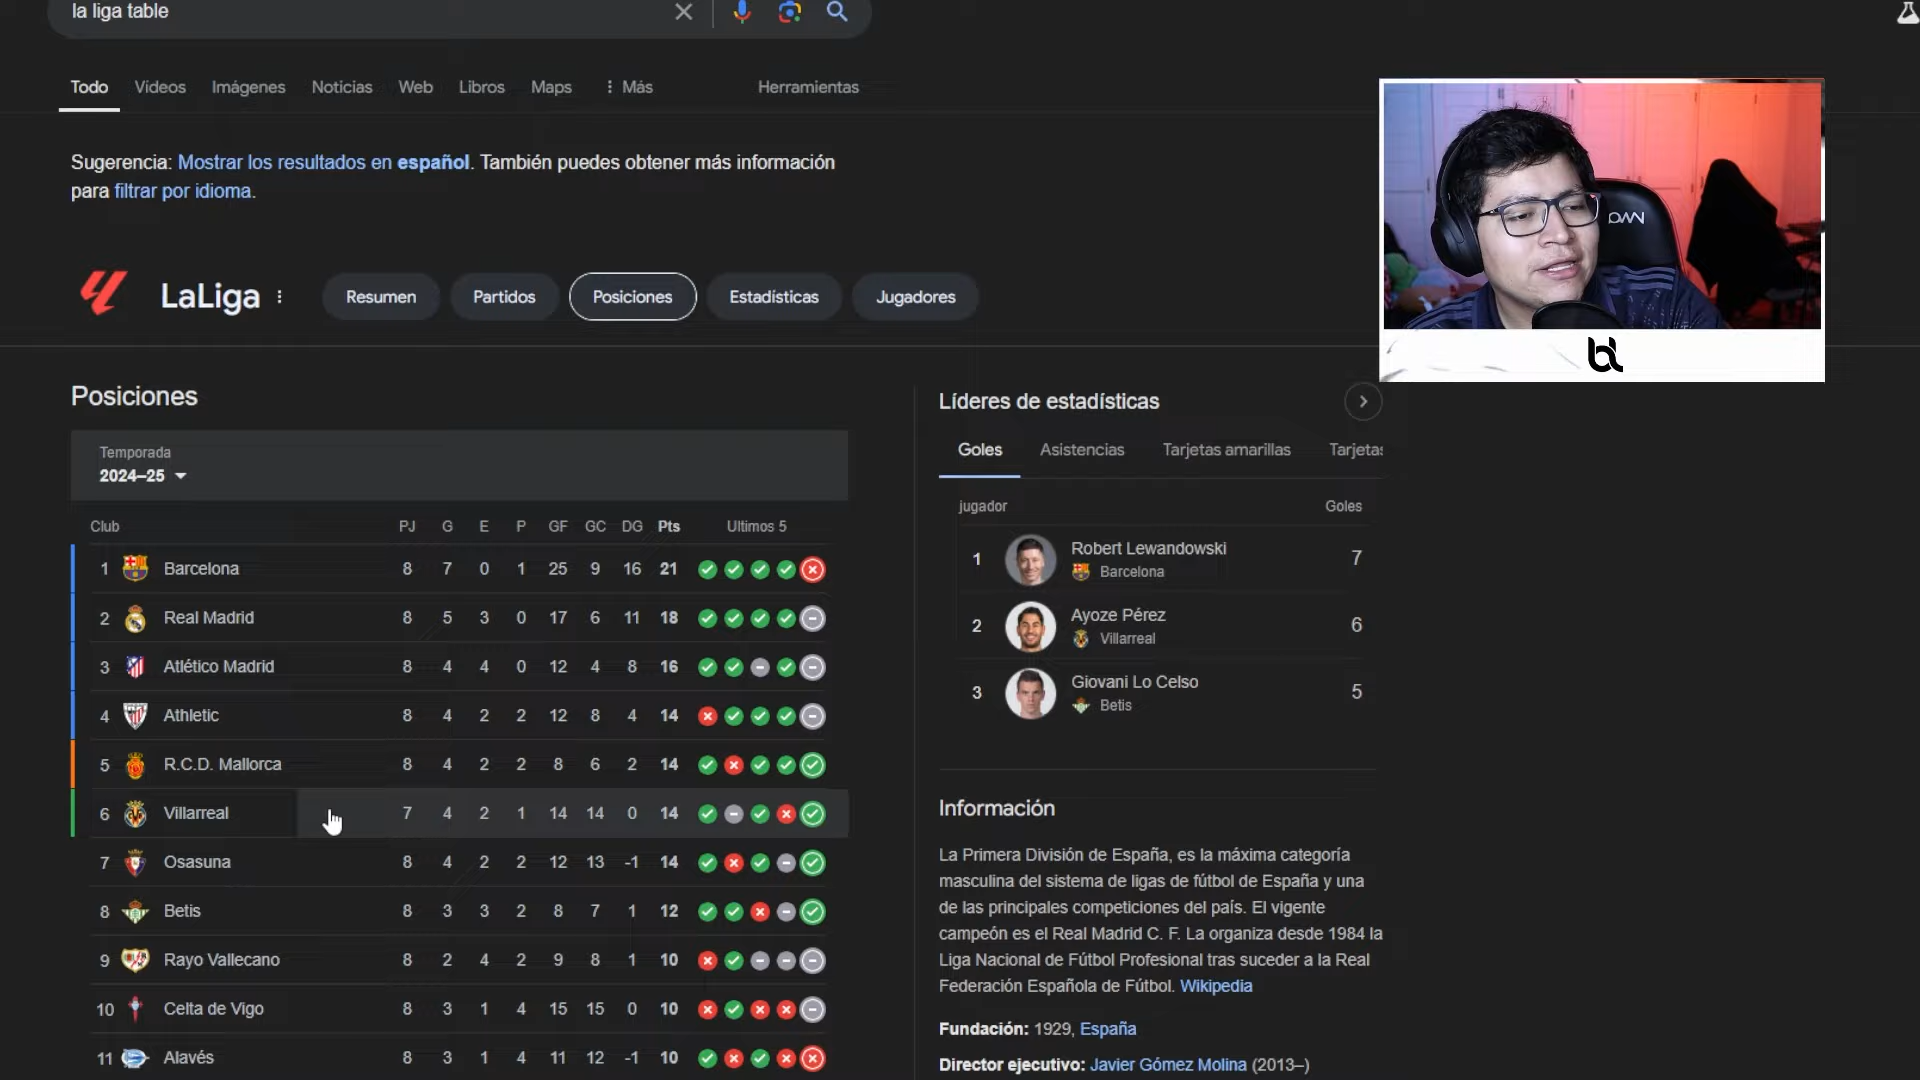 la liga table
Todo Videos Imágenes Noticias Web Libros Maps Más Herramientas
Sugerencia: Mostrar los resultados en español. También puedes obtener más información
para filtrar por idioma.
LaLiga Resumen Partidos Posiciones Estadísticas Jugadores
Posiciones
Temporada
2024–25
Club PJ G E P GF GC DG Pts Ultimos 5
1 Barcelona 8 7 0 1 25 9 16 21
2 Real Madrid 8 5 3 0 17 6 11 18
3 Atlético Madrid 8 4 4 0 12 4 8 16
4 Athletic 8 4 2 2 12 8 4 14
5 R.C.D. Mallorca 8 4 2 2 8 6 2 14
6 Villarreal 7 4 2 1 14 14 0 14
7 Osasuna 8 4 2 2 12 13 -1 14
8 Betis 8 3 3 2 8 7 1 12
9 Rayo Vallecano 8 2 4 2 9 8 1 10
10 Celta de Vigo 8 3 1 4 15 15 0 10
11 Alavés 8 3 1 4 11 12 -1 10
Líderes de estadísticas
Goles Asistencias Tarjetas amarillas Tarjetas
jugador Goles
1 Robert Lewandowski 7
Barcelona
2 Ayoze Pérez 6
Villarreal
3 Giovani Lo Celso 5
Betis
Información
La Primera División de España, es la máxima categoría
masculina del sistema de ligas de fútbol de España y una
de las principales competiciones del país. El vigente
campeón es el Real Madrid C. F. La organiza desde 1984 la
Liga Nacional de Fútbol Profesional tras suceder a la Real
Federación Española de Fútbol. Wikipedia
Fundación: 1929, España
Director ejecutivo: Javier Gómez Molina (2013–)